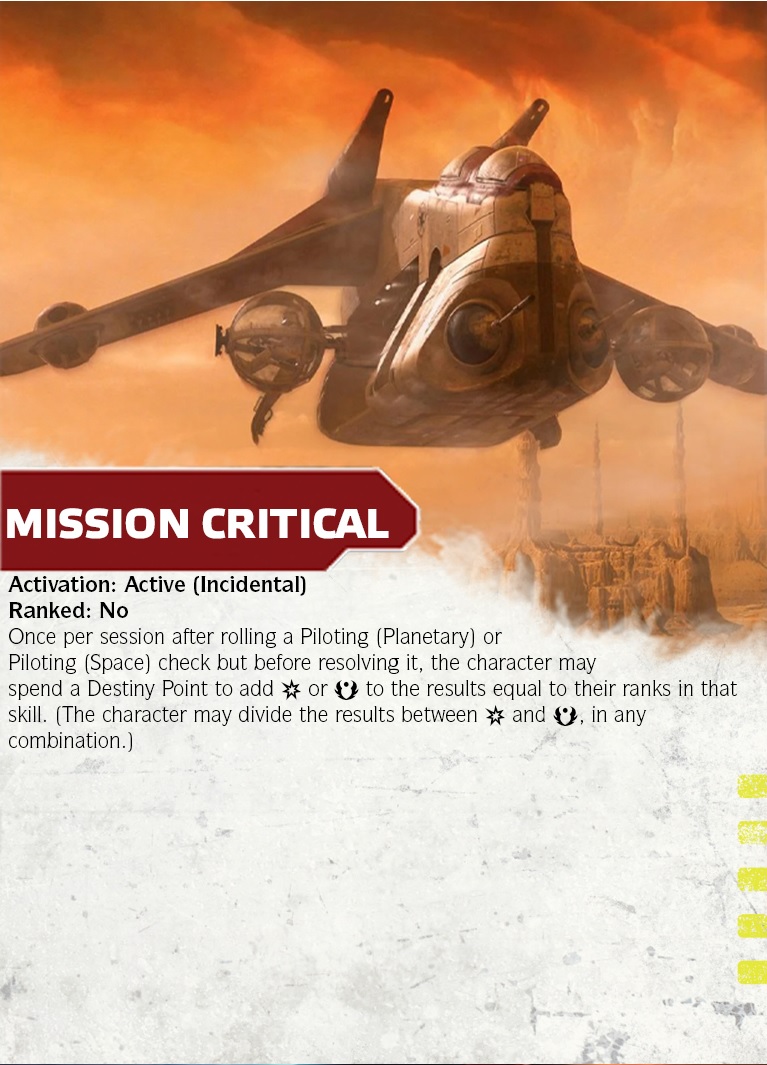 MISSION CRITICAL
Activation: Active (Incidental)
Ranked: No
Once per session after rolling a Piloting (Planetary) or
Piloting (Space) check but before resolving it, the character may
spend a Destiny Point to add or to the results equal to their ranks in that
skill. (The character may divide the results between and , in any
combination.)